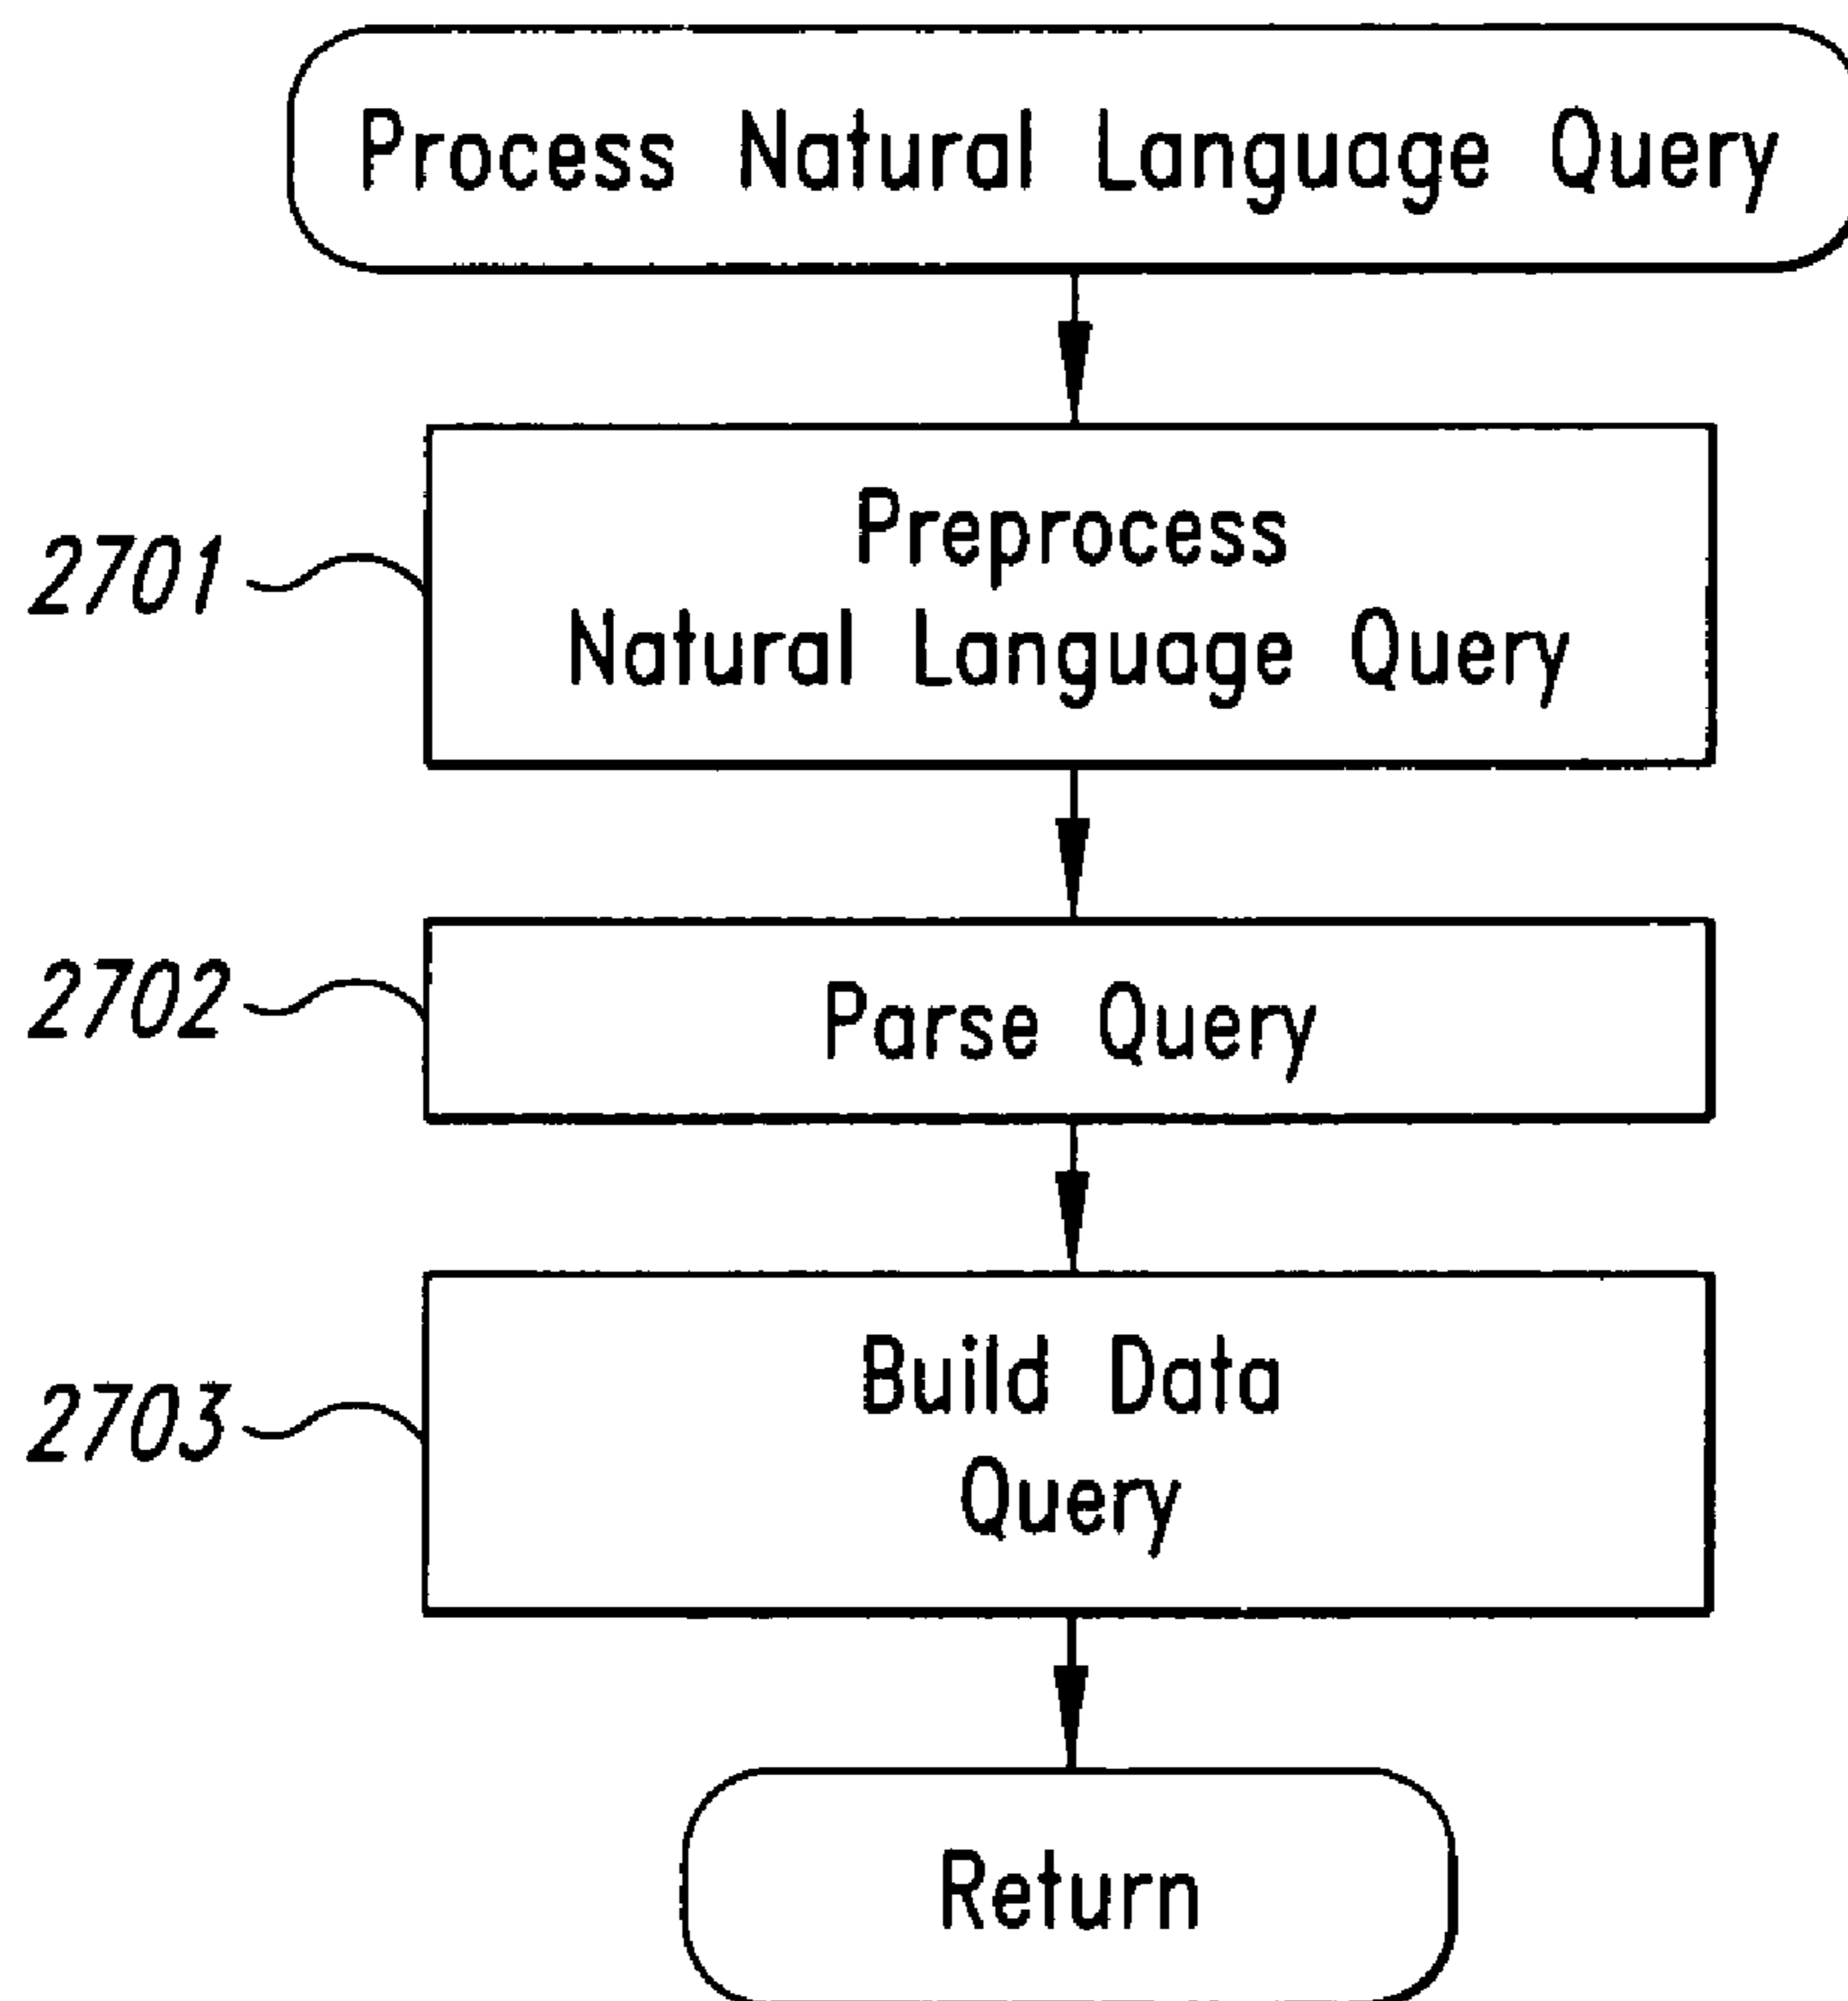 Process Natural Language Query
2701
Preprocess
Natural Language Query
2702
Parse Query
2703
Build Data
Query
Return